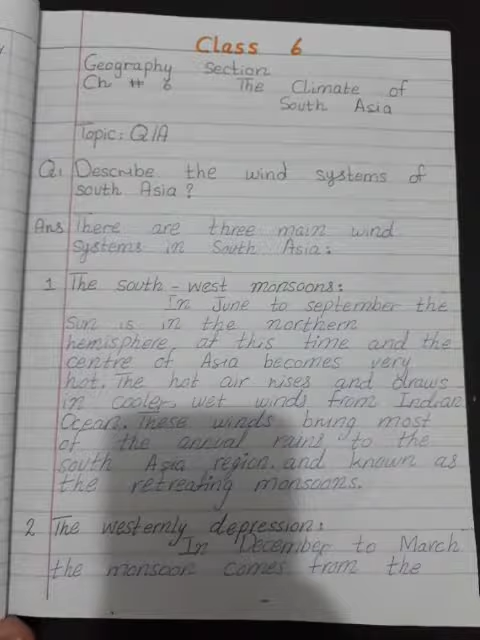 Class 6
Geography Section
Ch # 6 The Climate of
South Asia
Topic: Q/A
Q1 Describe the wind systems of
south Asia?
Ans There are three main wind
systems in South Asia:
1 The south-west monsoons:
In June to september the
sun is in the northern
hemisphere, at this time and the
centre of Asia becomes very
hot. The hot air rises and draws
in cooler, wet winds from Indian
Ocean. These winds bring most
of the annual rains to the
south Asia region. and known as
the retreating monsoons.
2 The westernly depression:
In December to March
the monsoon comes from the